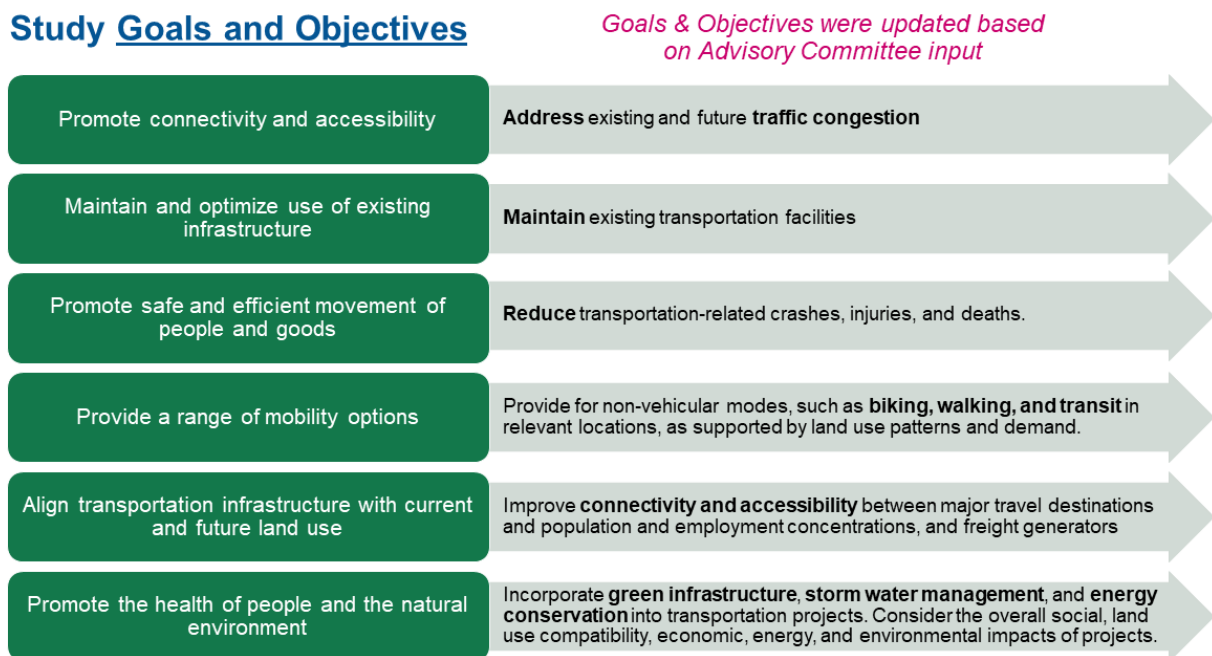 Study Goals and Objectives
Goals & Objectives were updated based
on Advisory Committee input
Promote connectivity and accessibility
Address existing and future traffic congestion
Maintain and optimize use of existing
infrastructure
Maintain existing transportation facilities
Promote safe and efficient movement of
people and goods
Reduce transportation-related crashes, injuries, and deaths.
Provide a range of mobility options
Provide for non-vehicular modes, such as biking, walking, and transit in
relevant locations, as supported by land use patterns and demand.
Align transportation infrastructure with current
and future land use
Improve connectivity and accessibility between major travel destinations
and population and employment concentrations, and freight generators
Promote the health of people and the natural
environment
Incorporate green infrastructure, storm water management, and energy
conservation into transportation projects. Consider the overall social, land
use compatibility, economic, energy, and environmental impacts of projects.